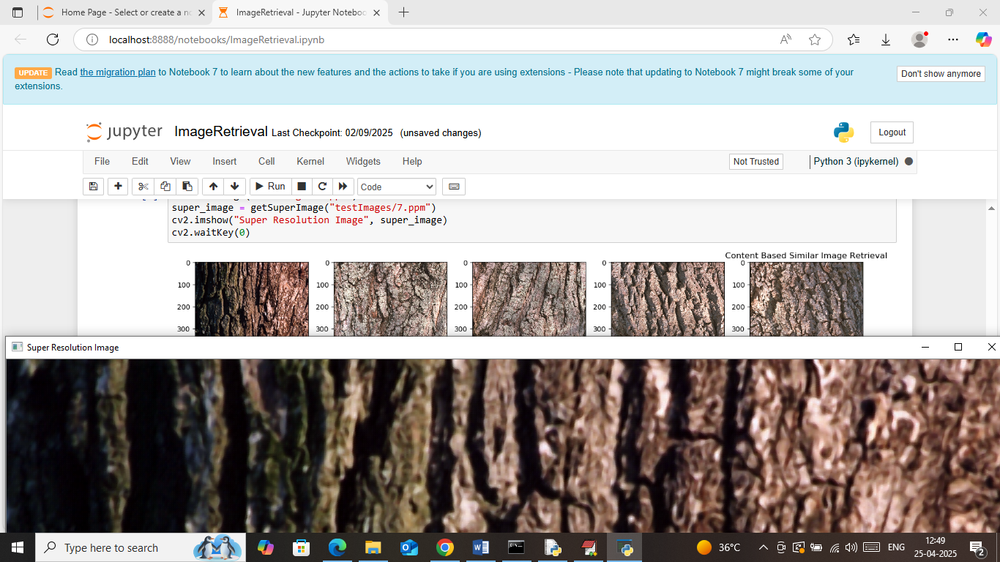 Home Page - Select or create a no
ImageRetrieval - Jupyter Noteboo
localhost:8888/notebooks/ImageRetrieval.ipynb
UPDATE Read the migration plan to Notebook 7 to learn about the new features and the actions to take if you are using extensions - Please note that updating to Notebook 7 might break some of your
extensions.
Don't show anymore
jupyter ImageRetrieval Last Checkpoint: 02/09/2025 (unsaved changes)
Logout
File Edit View Insert Cell Kernel Widgets Help
Not Trusted
Python 3 (ipykernel)
Run
Code
super_image = getSuperImage("testImages/7.ppm")
cv2.imshow("Super Resolution Image", super_image)
cv2.waitKey(0)
Content Based Similar Image Retrieval
0 0 0 0 0
100 100 100 100 100
200 200 200 200 200
300 300 300 300 300
Super Resolution Image
Type here to search
36°C
ENG
12:49
25-04-2025
2